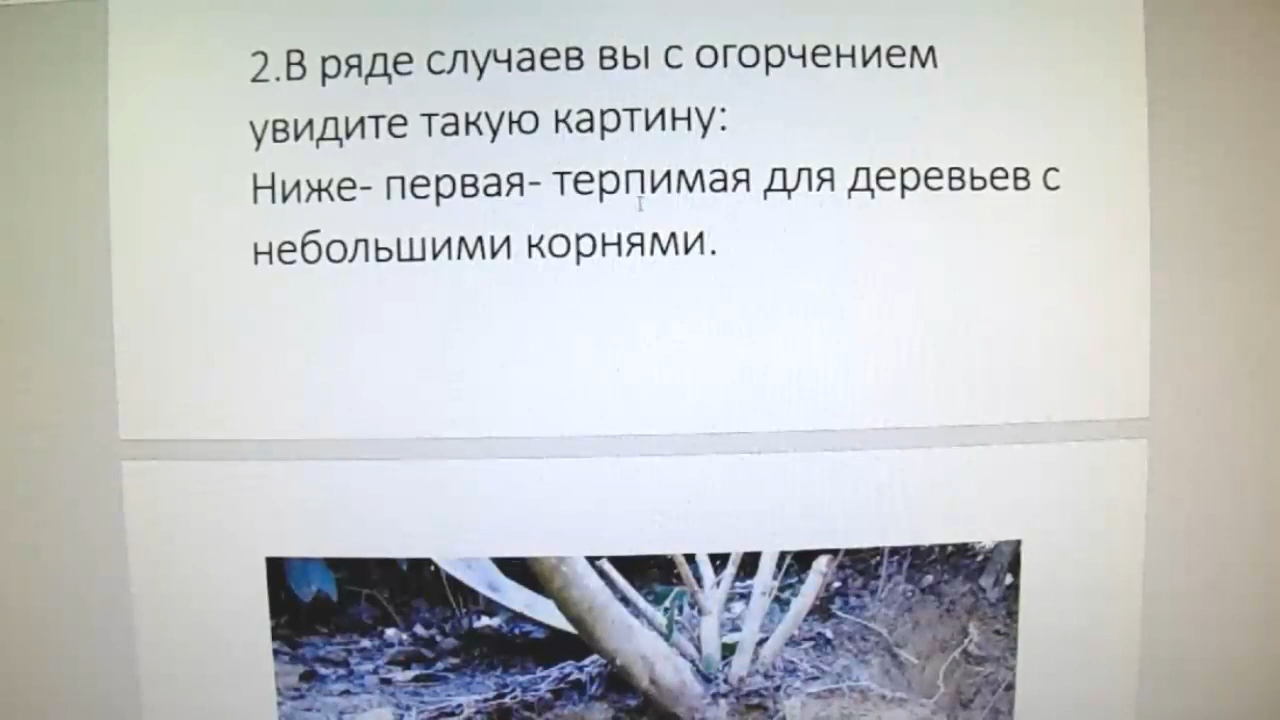 2.В ряде случаев вы с огорчением
увидите такую картину:
Ниже- первая- терпимая для деревьев с
небольшими корнями.